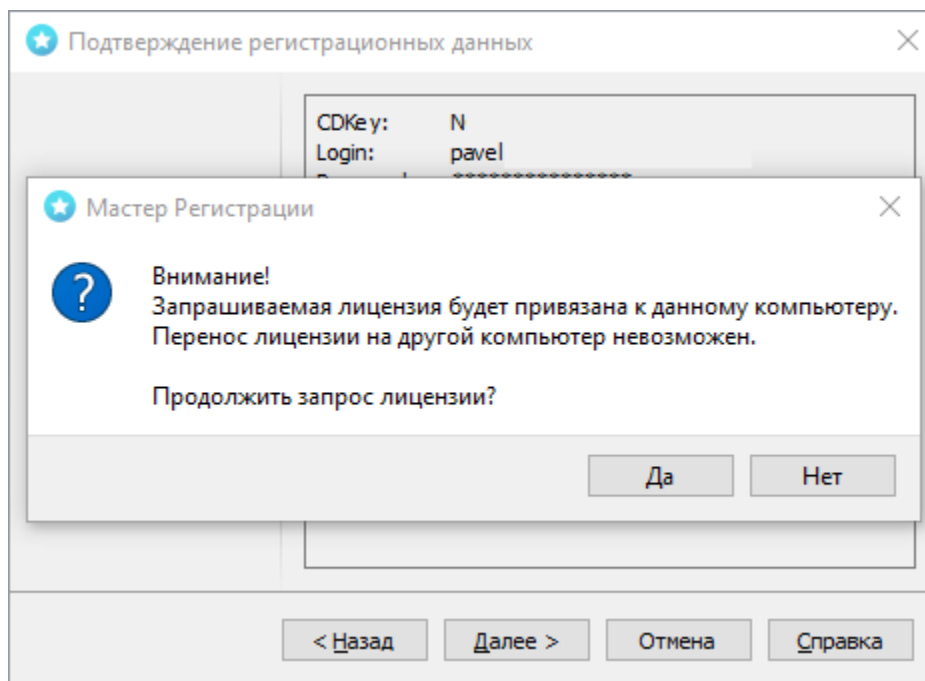 Подтверждение регистрационных данных
CDKey: N
Login: pavel
Мастер Регистрации
Внимание!
Запрашиваемая лицензия будет привязана к данному компьютеру.
Перенос лицензии на другой компьютер невозможен.
Продолжить запрос лицензии?
Да Нет
< Назад Далее > Отмена Справка